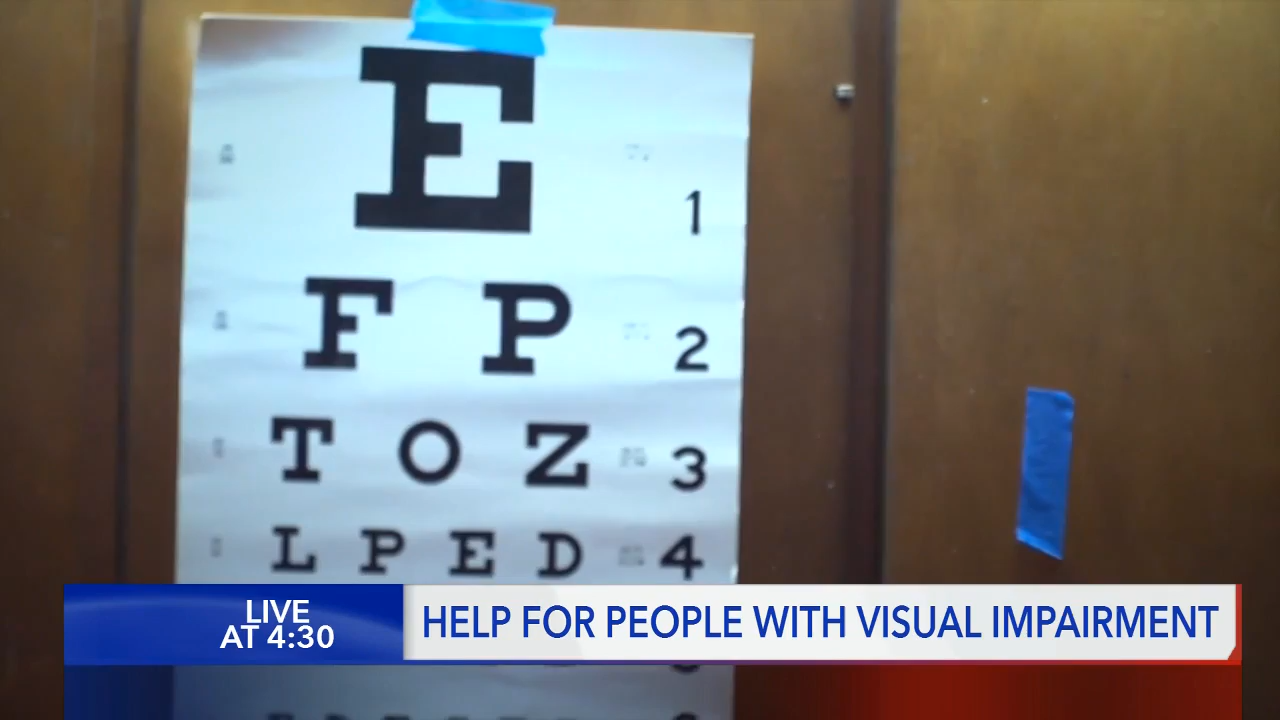 E 1
F P 2
T O Z 3
L P E D 4
LIVE
AT 4:30
HELP FOR PEOPLE WITH VISUAL IMPAIRMENT